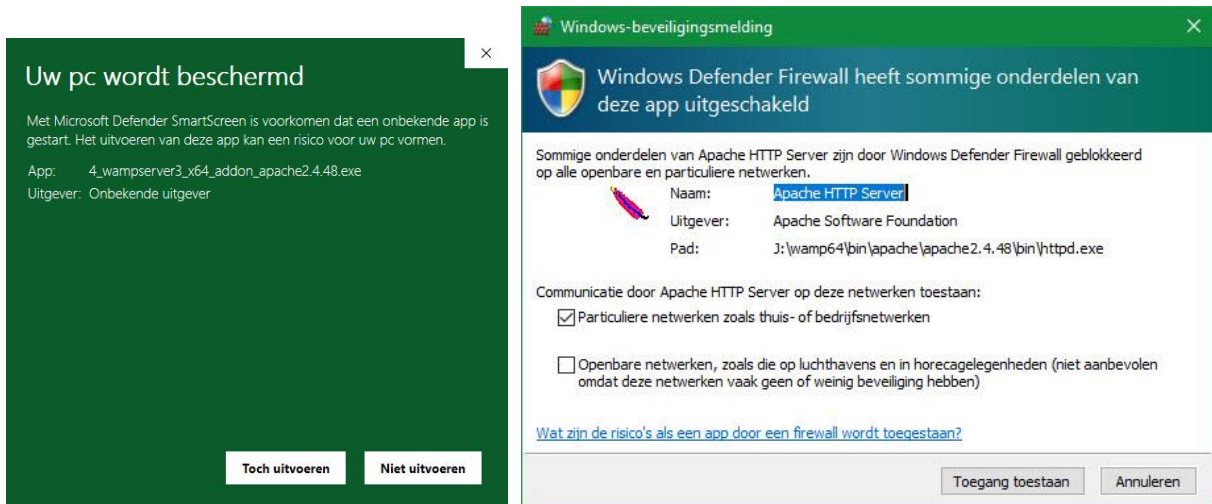 Uw pc wordt beschermd
Met Microsoft Defender SmartScreen is voorkomen dat een onbekende app is
gestart. Het uitvoeren van deze app kan een risico voor uw pc vormen.
App: 4_wampserver3_x64_addon_apache2.4.48.exe
Uitgever: Onbekende uitgever
Toch uitvoeren
Niet uitvoeren
Windows-beveiligingsmelding
Windows Defender Firewall heeft sommige onderdelen van
deze app uitgeschakeld
Sommige onderdelen van Apache HTTP Server zijn door Windows Defender Firewall geblokkeerd
op alle openbare en particuliere netwerken.
Naam: Apache HTTP Server
Uitgever: Apache Software Foundation
Pad: J:\wamp64\bin\apache\apache2.4.48\bin\httpd.exe
Communicatie door Apache HTTP Server op deze netwerken toestaan:
Particuliere netwerken zoals thuis- of bedrijfsnetwerken
Openbare netwerken, zoals die op luchthavens en in horecagelegenheden (niet aanbevolen
omdat deze netwerken vaak geen of weinig beveiliging hebben)
Wat zijn de risico's als een app door een firewall wordt toegestaan?
Toegang toestaan
Annuleren